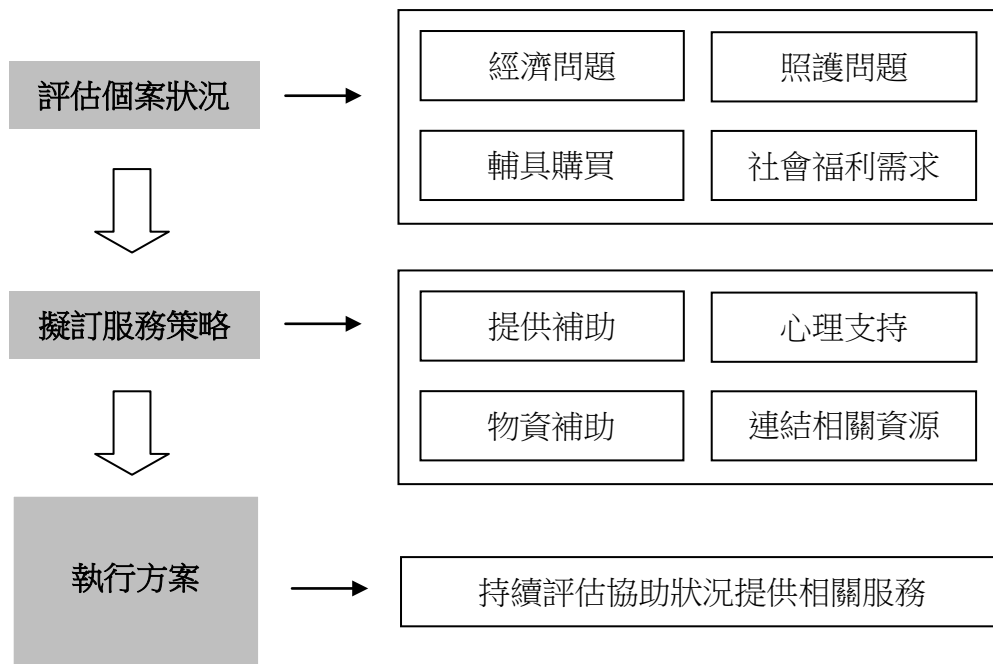 評估個案狀況
經濟問題
照護問題
輔具購買
社會福利需求
擬訂服務策略
提供補助
心理支持
物資補助
連結相關資源
執行方案
持續評估協助狀況提供相關服務